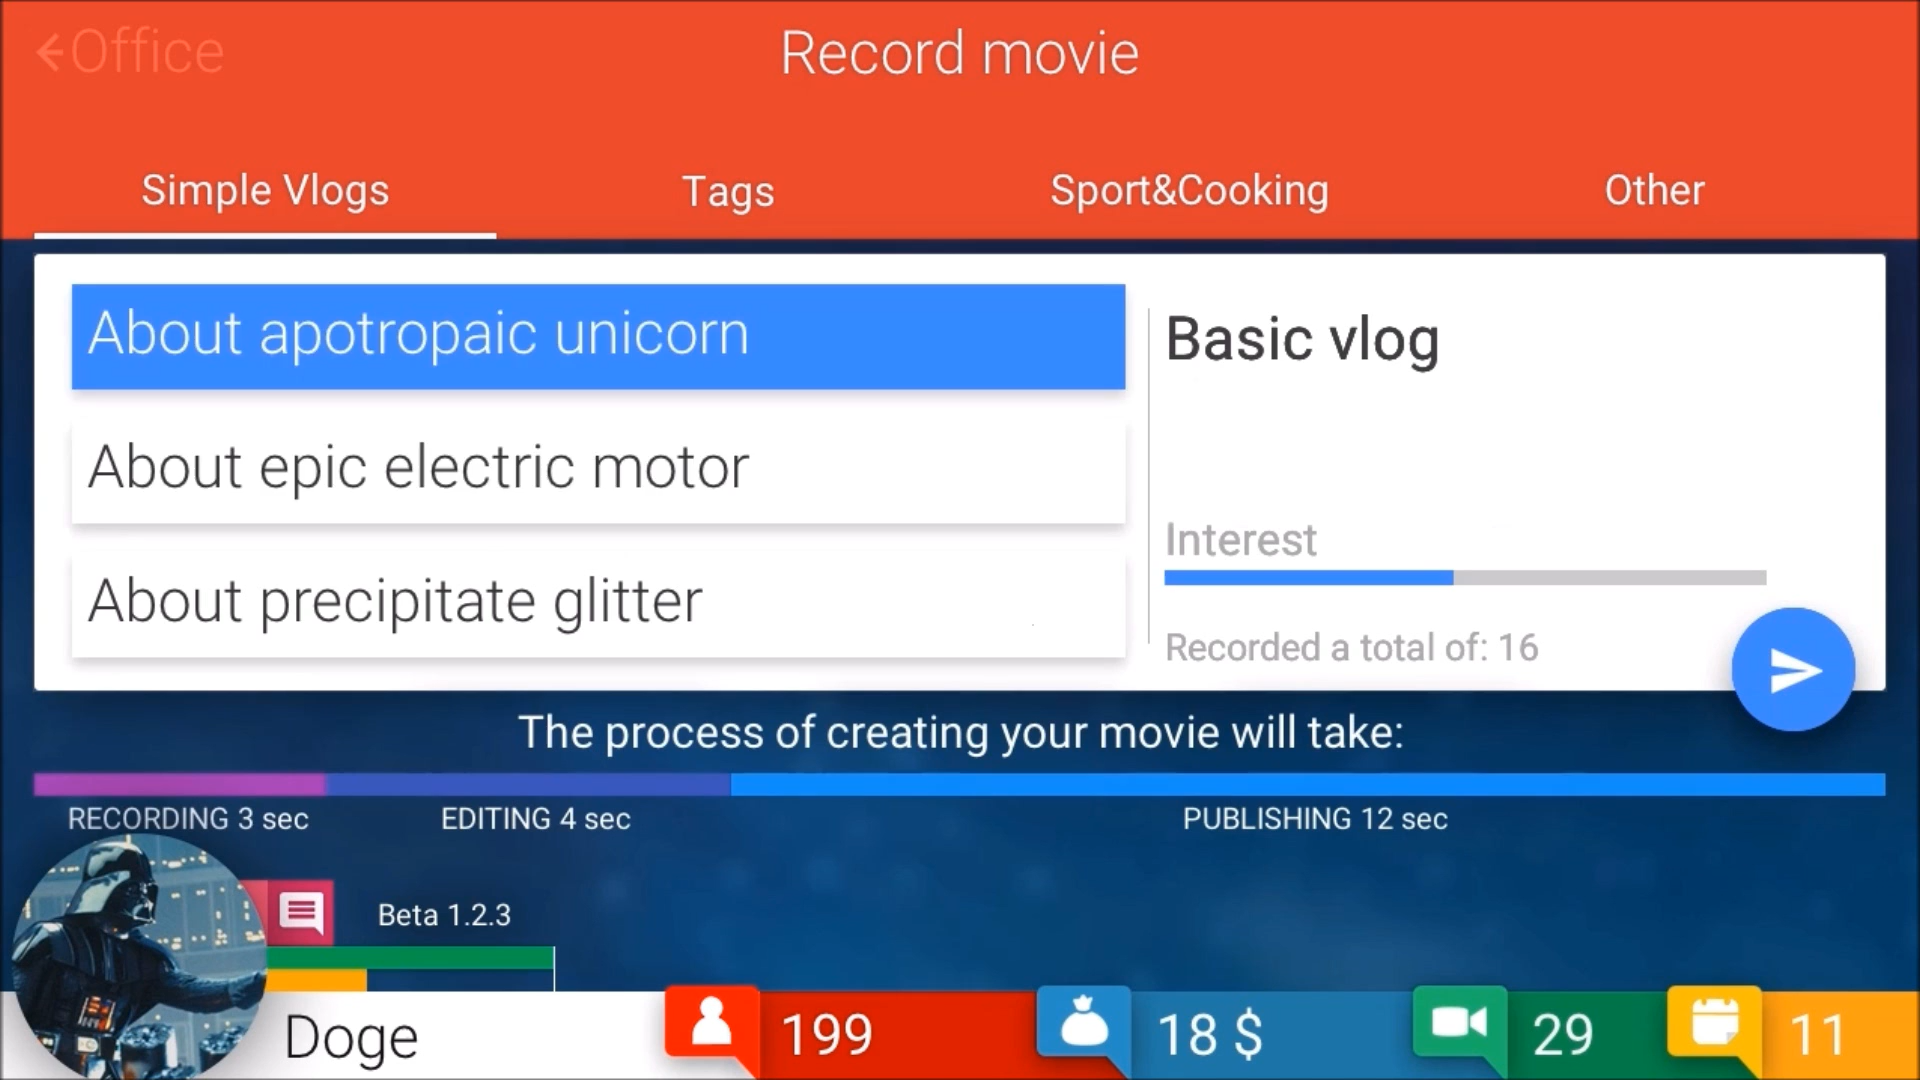 Office
Record movie
Simple Vlogs
Tags
Sport&Cooking
Other
About apotropaic unicorn
About epic electric motor
About precipitate glitter
Basic vlog
Interest
Recorded a total of: 16
The process of creating your movie will take:
RECORDING 3 sec
EDITING 4 sec
PUBLISHING 12 sec
Beta 1.2.3
Doge
199
18 $
29
11